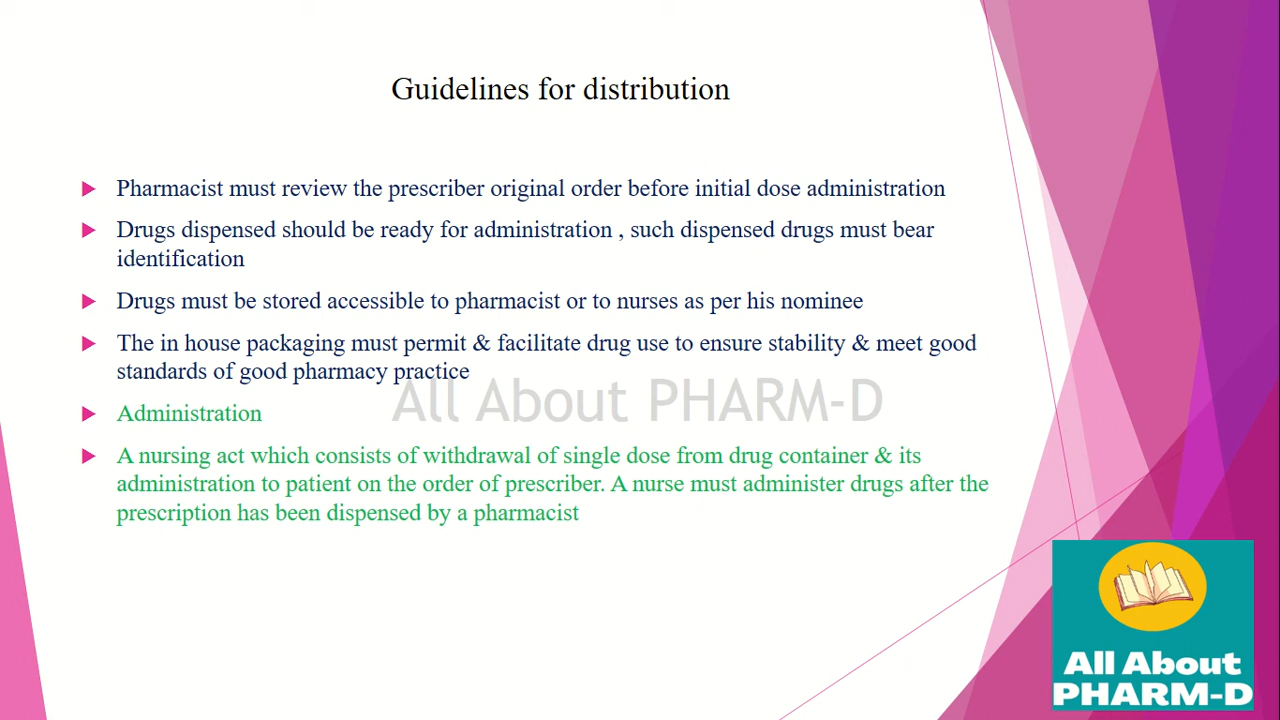 Guidelines for distribution
Pharmacist must review the prescriber original order before initial dose administration
Drugs dispensed should be ready for administration , such dispensed drugs must bear
identification
Drugs must be stored accessible to pharmacist or to nurses as per his nominee
The in house packaging must permit & facilitate drug use to ensure stability & meet good
standards of good pharmacy practice
All About PHARM-D
Administration
A nursing act which consists of withdrawal of single dose from drug container & its
administration to patient on the order of prescriber. A nurse must administer drugs after the
prescription has been dispensed by a pharmacist
All About
PHARM-D